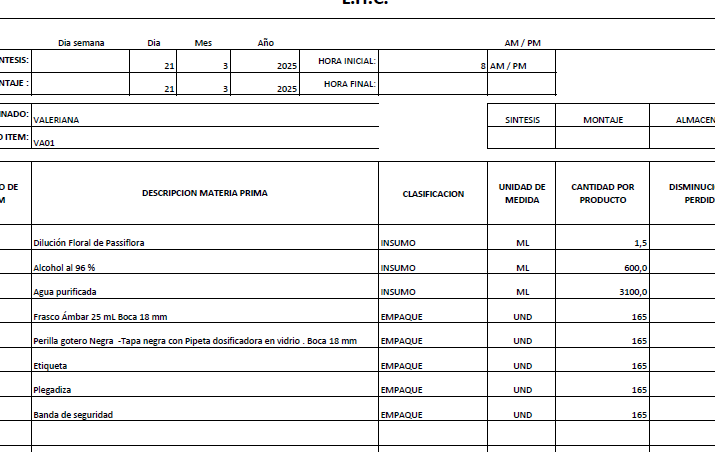 E.H.C.
Dia semana Dia Mes Año AM / PM
NTESIS: 21 3 2025 HORA INICIAL: 8 AM / PM
NTAJE : 21 3 2025 HORA FINAL:
NADO: VALERIANA SINTESIS MONTAJE ALMACEN
O ITEM: VA01
O DE M DESCRIPCION MATERIA PRIMA CLASIFICACION UNIDAD DE MEDIDA CANTIDAD POR PRODUCTO DISMINUCI PERDID
Dilución Floral de Passiflora INSUMO ML 1,5
Alcohol al 96 % INSUMO ML 600,0
Agua purificada INSUMO ML 3100,0
Frasco Ámbar 25 mL Boca 18 mm EMPAQUE UND 165
Perilla gotero Negra -Tapa negra con Pipeta dosificadora en vidrio . Boca 18 mm EMPAQUE UND 165
Etiqueta EMPAQUE UND 165
Plegadiza EMPAQUE UND 165
Banda de seguridad EMPAQUE UND 165